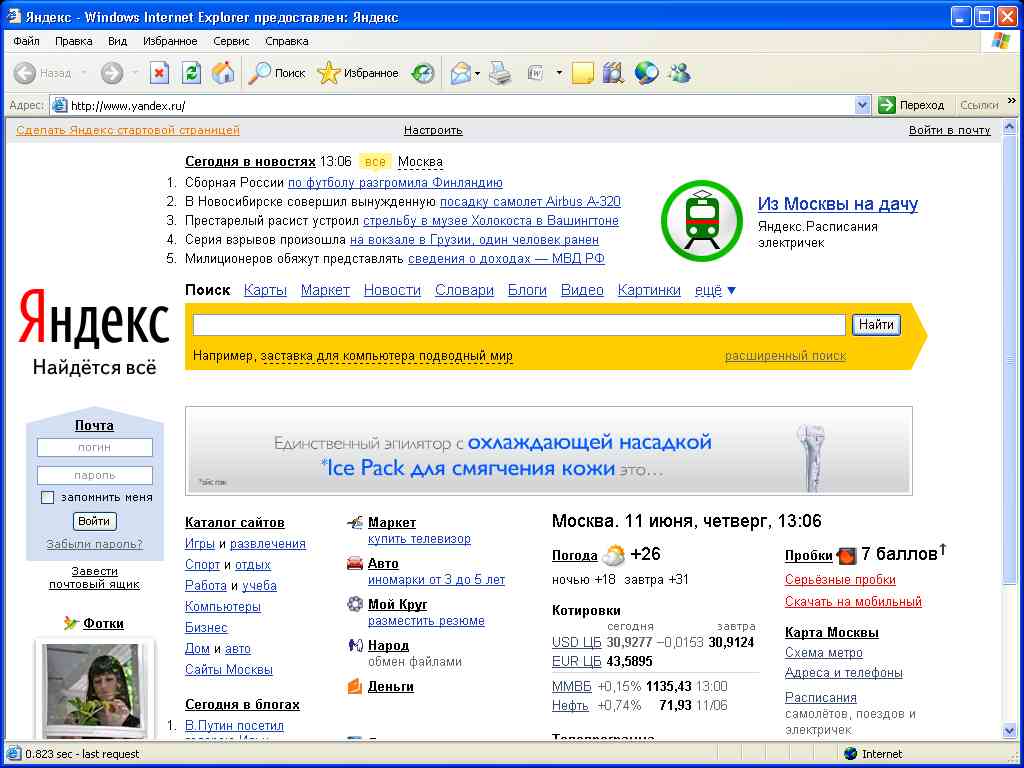 Яндекс - Windows Internet Explorer предоставлен: Яндекс
Файл Правка Вид Избранное Сервис Справка
Назад Поиск Избранное
Адрес: http://www.yandex.ru/ Переход Ссылки »
Сделать Яндекс стартовой страницей Настроить Войти в почту
Сегодня в новостях 13:06 все Москва
1. Сборная России по футболу разгромила Финляндию
2. В Новосибирске совершил вынужденную посадку самолет Airbus A-320
3. Престарелый расист устроил стрельбу в музее Холокоста в Вашингтоне
4. Серия взрывов произошла на вокзале в Грузии, один человек ранен
5. Милиционеров обяжут представлять сведения о доходах — МВД РФ
Из Москвы на дачу
Яндекс.Расписания
электричек
Яндекс
Найдётся всё
Поиск Карты Маркет Новости Словари Блоги Видео Картинки ещё ▼
Найти
Например, заставка для компьютера подводный мир расширенный поиск
Почта
логин
пароль
запомнить меня
Войти
Забыли пароль?
Завести
почтовый ящик
Фотки
Единственный эпилятор с охлаждающей насадкой
*Ice Pack для смягчения кожи это...
*айс пэк
Каталог сайтов
Игры и развлечения
Спорт и отдых
Работа и учеба
Компьютеры
Бизнес
Дом и авто
Сайты Москвы
Сегодня в блогах
1. В.Путин посетил
Маркет
купить телевизор
Авто
иномарки от 3 до 5 лет
Мой Круг
разместить резюме
Народ
обмен файлами
Деньги
Москва. 11 июня, четверг, 13:06
Погода +26
ночью +18 завтра +31
Котировки
сегодня завтра
USD ЦБ 30,9277 −0,0153 30,9124
EUR ЦБ 43,5895
ММВБ +0,15% 1135,43 13:00
Нефть +0,74% 71,93 11/06
Пробки 7 баллов↑
Серьёзные пробки
Скачать на мобильный
Карта Москвы
Схема метро
Адреса и телефоны
Расписания
самолётов, поездов и
электричек
0.823 sec - last request Internet